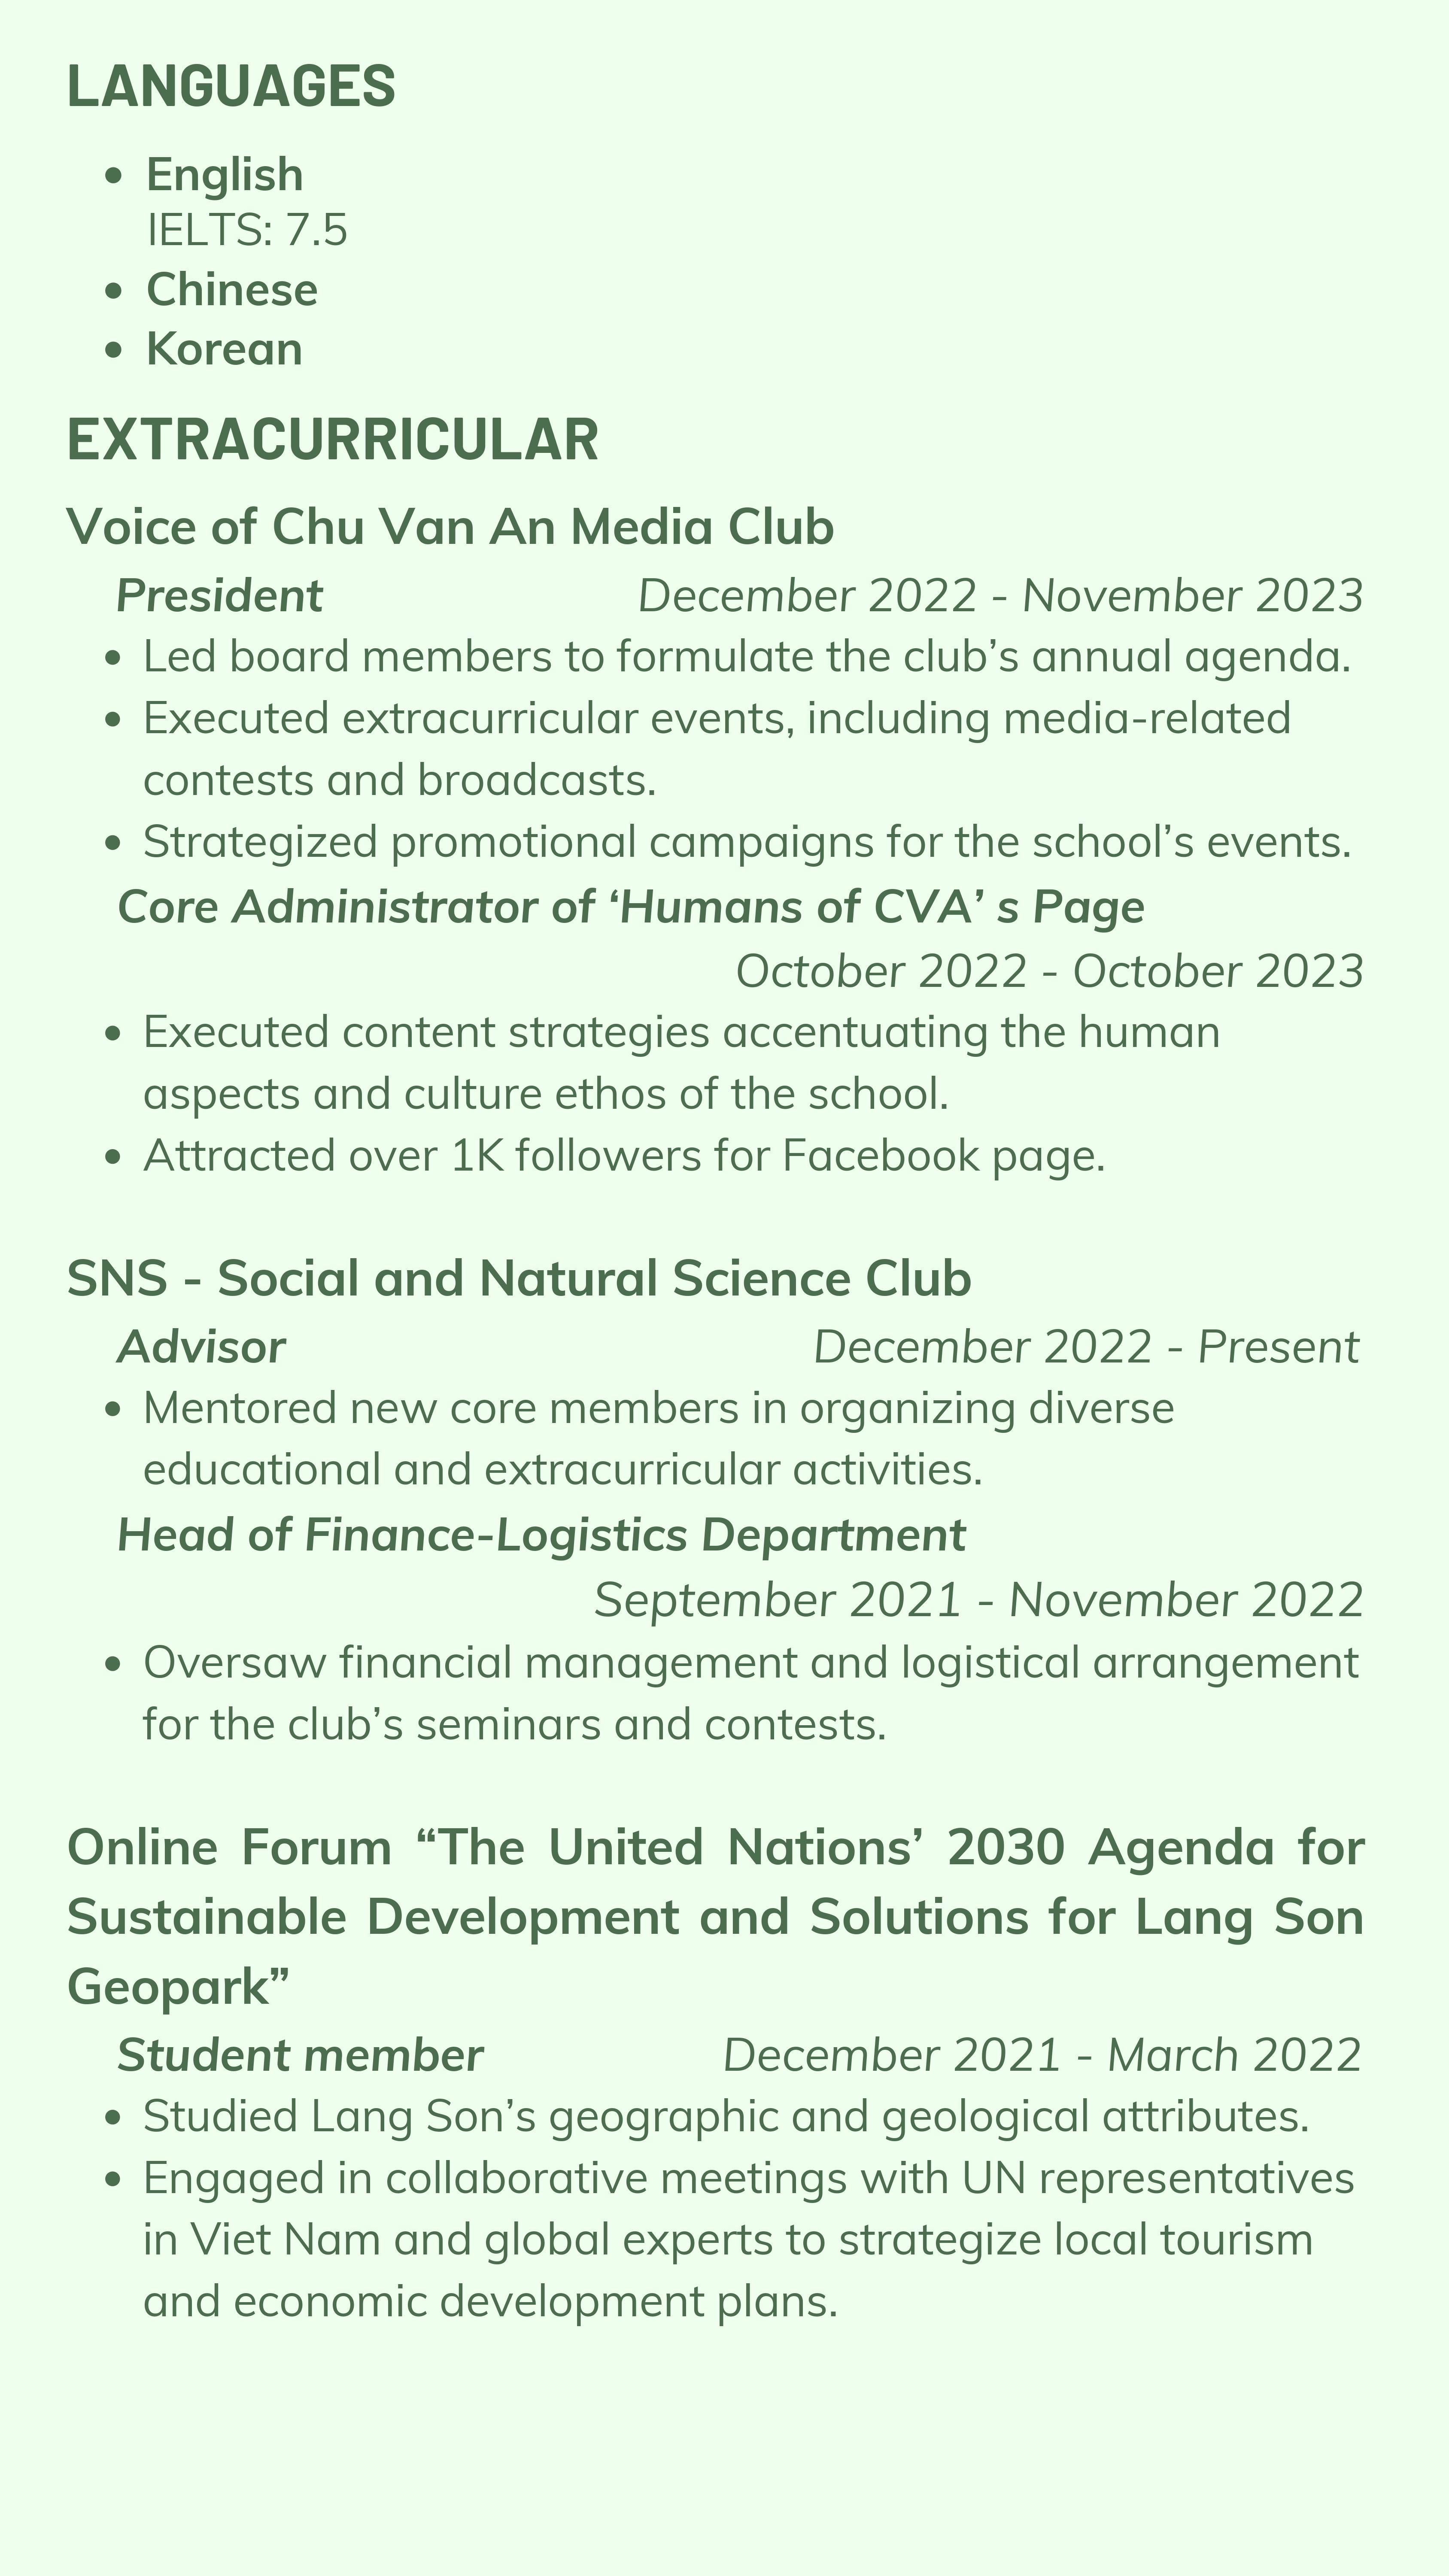 LANGUAGES
• English
IELTS: 7.5
• Chinese
• Korean
EXTRACURRICULAR
Voice of Chu Van An Media Club
President December 2022 - November 2023
• Led board members to formulate the club’s annual agenda.
• Executed extracurricular events, including media-related
contests and broadcasts.
• Strategized promotional campaigns for the school’s events.
Core Administrator of ‘Humans of CVA’ s Page
October 2022 - October 2023
• Executed content strategies accentuating the human
aspects and culture ethos of the school.
• Attracted over 1K followers for Facebook page.
SNS - Social and Natural Science Club
Advisor December 2022 - Present
• Mentored new core members in organizing diverse
educational and extracurricular activities.
Head of Finance-Logistics Department
September 2021 - November 2022
• Oversaw financial management and logistical arrangement
for the club’s seminars and contests.
Online Forum “The United Nations’ 2030 Agenda for
Sustainable Development and Solutions for Lang Son
Geopark”
Student member December 2021 - March 2022
• Studied Lang Son’s geographic and geological attributes.
• Engaged in collaborative meetings with UN representatives
in Viet Nam and global experts to strategize local tourism
and economic development plans.